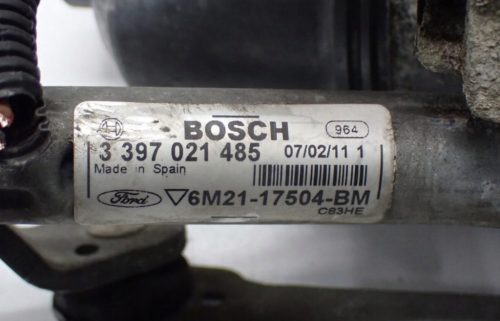 BOSCH 964
3 397 021 485 07/02/11 1
Made in Spain
Ford 6M21-17504-BM
C83HE